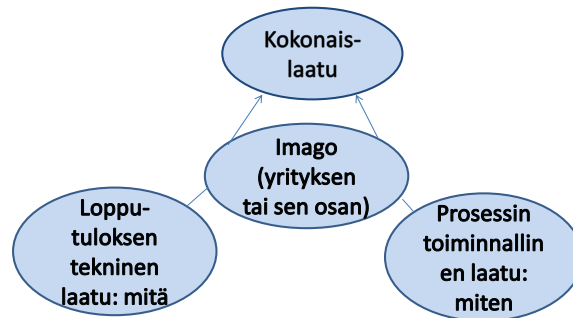 Kokonais-
laatu
Imago
(yrityksen
tai sen osan)
Loppu-
tuloksen
tekninen
laatu: mitä
Prosessin
toiminnallin
en laatu:
miten